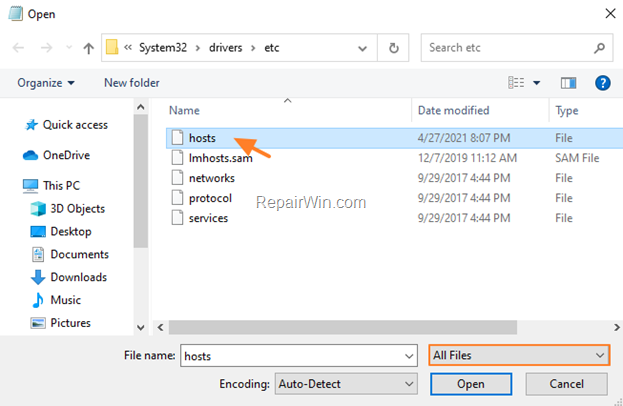 Open
« System32 › drivers › etc
Search etc
Organize
New folder
Name
Date modified
Type
Quick access
OneDrive
This PC
3D Objects
Desktop
Documents
Downloads
Music
Pictures
hosts 4/27/2021 8:07 PM File
lmhosts.sam 12/7/2019 11:12 AM SAM File
networks 9/29/2017 4:44 PM File
protocol 9/29/2017 4:44 PM File
services 9/29/2017 4:44 PM File
RepairWin.com
File name: hosts
All Files
Encoding: Auto-Detect
Open
Cancel